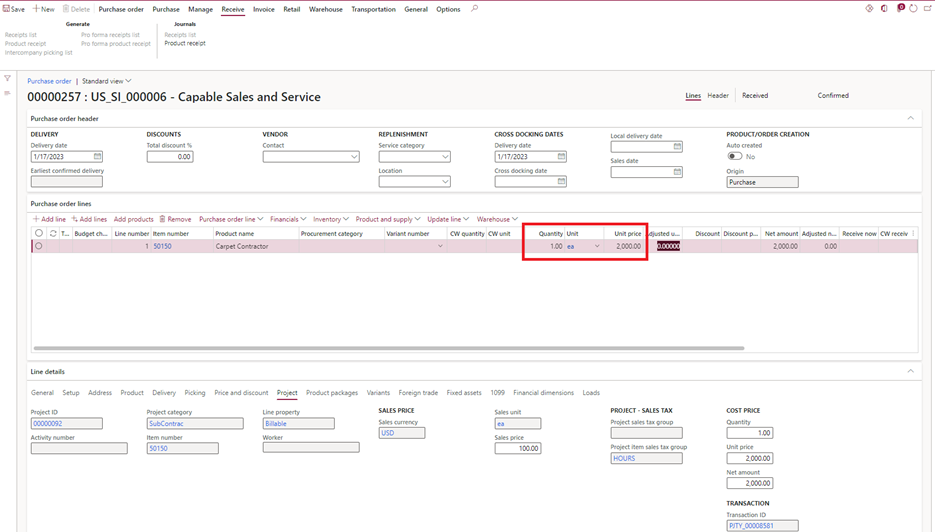 Save New Delete Purchase order Purchase Manage Receive Invoice Retail Warehouse Transportation General Options 0
Generate Journals
Receipts list Pro forma receipts list Receipts list
Product receipt Pro forma product receipt Product receipt
Intercompany picking list
Purchase order | Standard view
00000257 : US_SI_000006 - Capable Sales and Service Lines Header Received Confirmed
Purchase order header
DELIVERY DISCOUNTS VENDOR REPLENISHMENT CROSS DOCKING DATES Local delivery date PRODUCT/ORDER CREATION
Delivery date Total discount % Contact Service category Delivery date Auto created
1/17/2023 0.00 1/17/2023 Sales date No
Earliest confirmed delivery Location Cross docking date Origin
Purchase
Purchase order lines
+ Add line Add lines Add products Remove Purchase order line Financials Inventory Product and supply Update line Warehouse
T... Budget ch... Line number Item number Product name Procurement category Variant number CW quantity CW unit Quantity Unit Unit price Adjusted u... Discount Discount p... Net amount Adjusted n... Receive now CW receiv
1 50150 Carpet Contractor 1.00 ea 2,000.00 0.00000 2,000.00 0.00
Line details
General Setup Address Product Delivery Picking Price and discount Project Product packages Variants Foreign trade Fixed assets 1099 Financial dimensions Loads
Project ID Project category Line property SALES PRICE Sales unit PROJECT - SALES TAX COST PRICE
00000092 SubContrac Billable Sales currency ea Project sales tax group Quantity
USD 1.00
Activity number Item number Worker Sales price Project item sales tax group Unit price
50150 100.00 HOURS 2,000.00
Net amount
2,000.00
TRANSACTION
Transaction ID
PJTY_00008581